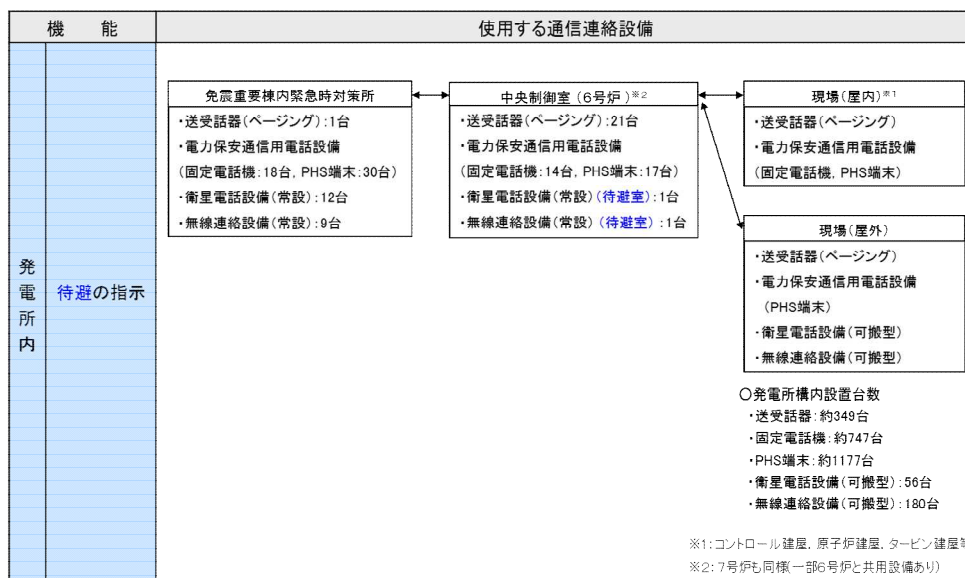 機　能
使用する通信連絡設備
発電所内
待避の指示
免震重要棟内緊急時対策所
・送受話器(ページング):1台
・電力保安通信用電話設備
(固定電話機:18台, PHS端末:30台)
・衛星電話設備(常設):12台
・無線連絡設備(常設):9台
中央制御室(6号炉)※2
・送受話器(ページング):21台
・電力保安通信用電話設備
(固定電話機:14台, PHS端末:17台)
・衛星電話設備(常設)(待避室):1台
・無線連絡設備(常設)(待避室):1台
現場(屋内)※1
・送受話器(ページング)
・電力保安通信用電話設備
(固定電話機, PHS端末)
現場(屋外)
・送受話器(ページング)
・電力保安通信用電話設備
(PHS端末)
・衛星電話設備(可搬型)
・無線連絡設備(可搬型)
〇発電所構内設置台数
・送受話器:約349台
・固定電話機:約747台
・PHS端末:約1177台
・衛星電話設備(可搬型):56台
・無線連絡設備(可搬型):180台
※1:コントロール建屋, 原子炉建屋, タービン建屋
※2:7号炉も同様(一部6号炉と共用設備あり)